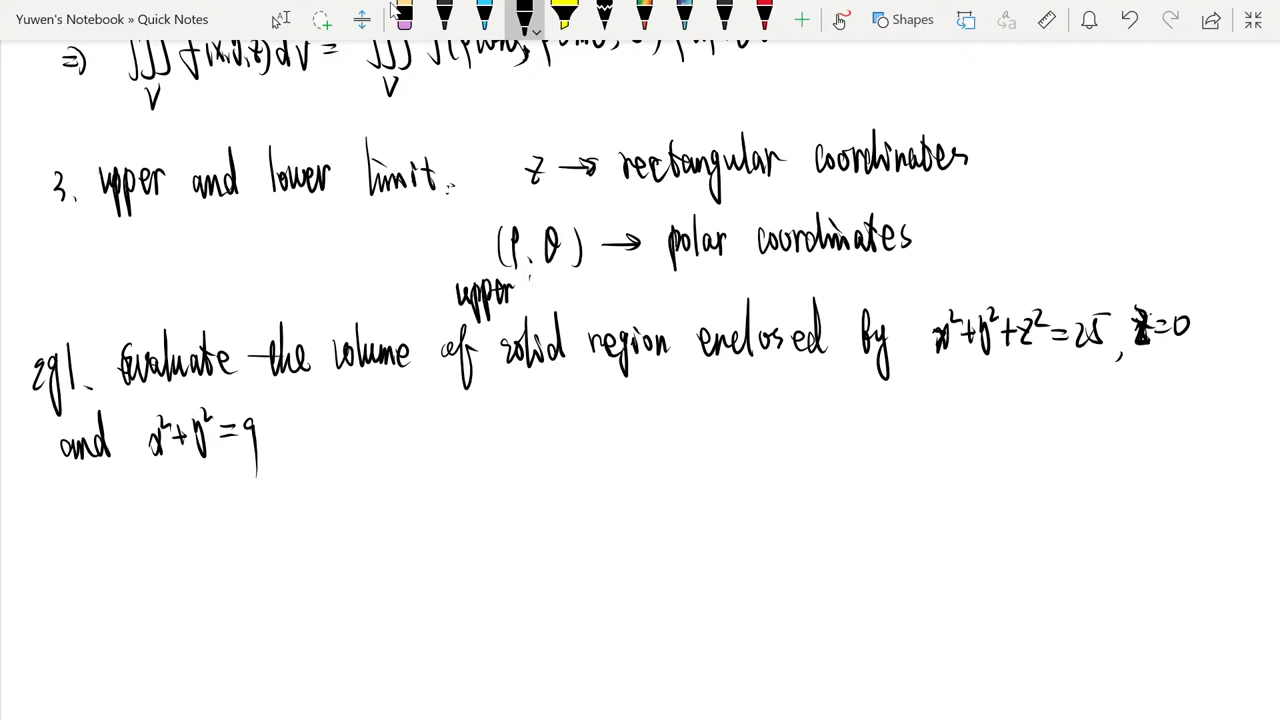 Yuwen's Notebook » Quick Notes
Shapes
⇒ ∭ f(x,y,z)dV = ∭
V V
3. upper and lower limit. z → rectangular coordinates
(ρ, θ) → polar coordinates
upper
eg1. Evaluate the volume of solid region enclosed by x²+y²+z²=25, z=0
and x²+y²=9